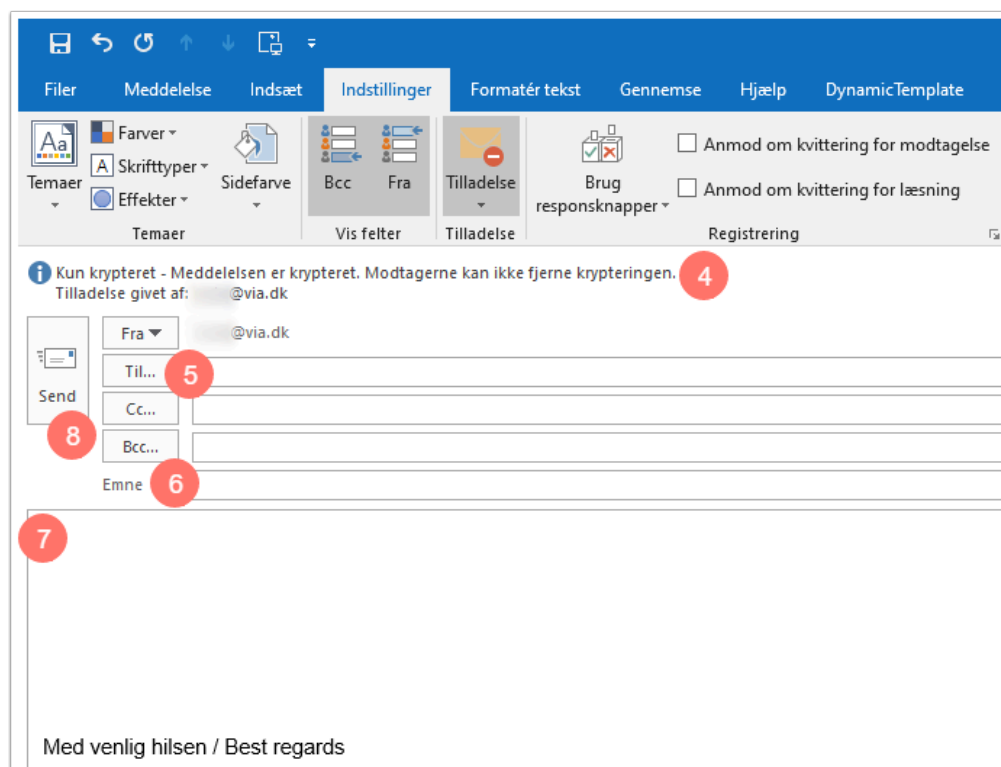 Filer Meddelelse Indsæt Indstillinger Formatér tekst Gennemse Hjælp DynamicTemplate
Aa Temaer
Farver
A Skrifttyper
Effekter
Sidefarve
Bcc Fra
Tilladelse
Brug responsknapper
Anmod om kvittering for modtagelse
Anmod om kvittering for læsning
Temaer Vis felter Tilladelse Registrering
i Kun krypteret - Meddelelsen er krypteret. Modtagerne kan ikke fjerne krypteringen. 4
Tilladelse givet af: @via.dk
Send
8
Fra @via.dk
Til... 5
Cc...
Bcc...
Emne 6
7
Med venlig hilsen / Best regards